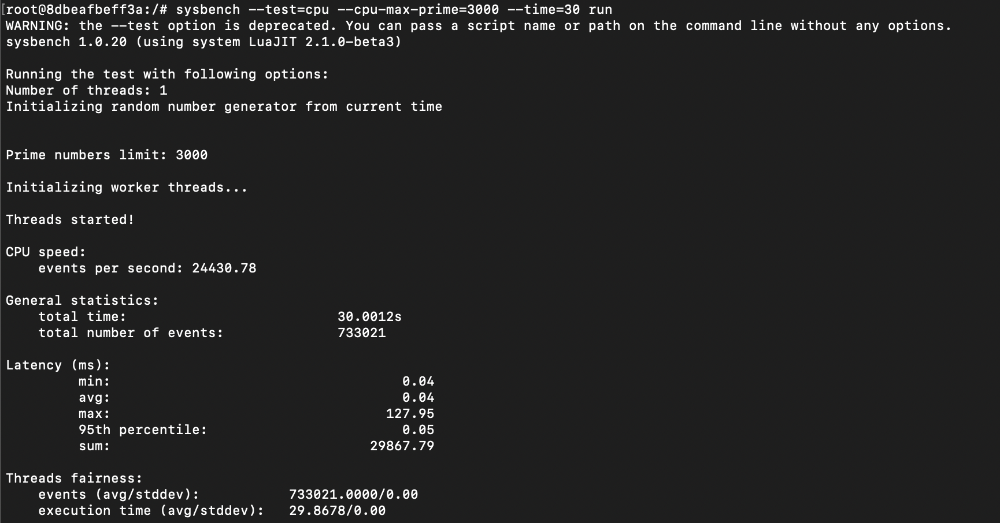 [root@8dbeafbeff3a:/# sysbench --test=cpu --cpu-max-prime=3000 --time=30 run
WARNING: the --test option is deprecated. You can pass a script name or path on the command line without any options.
sysbench 1.0.20 (using system LuaJIT 2.1.0-beta3)
Running the test with following options:
Number of threads: 1
Initializing random number generator from current time
Prime numbers limit: 3000
Initializing worker threads...
Threads started!
CPU speed:
events per second: 24430.78
General statistics:
total time: 30.0012s
total number of events: 733021
Latency (ms):
min: 0.04
avg: 0.04
max: 127.95
95th percentile: 0.05
sum: 29867.79
Threads fairness:
events (avg/stddev): 733021.0000/0.00
execution time (avg/stddev): 29.8678/0.00